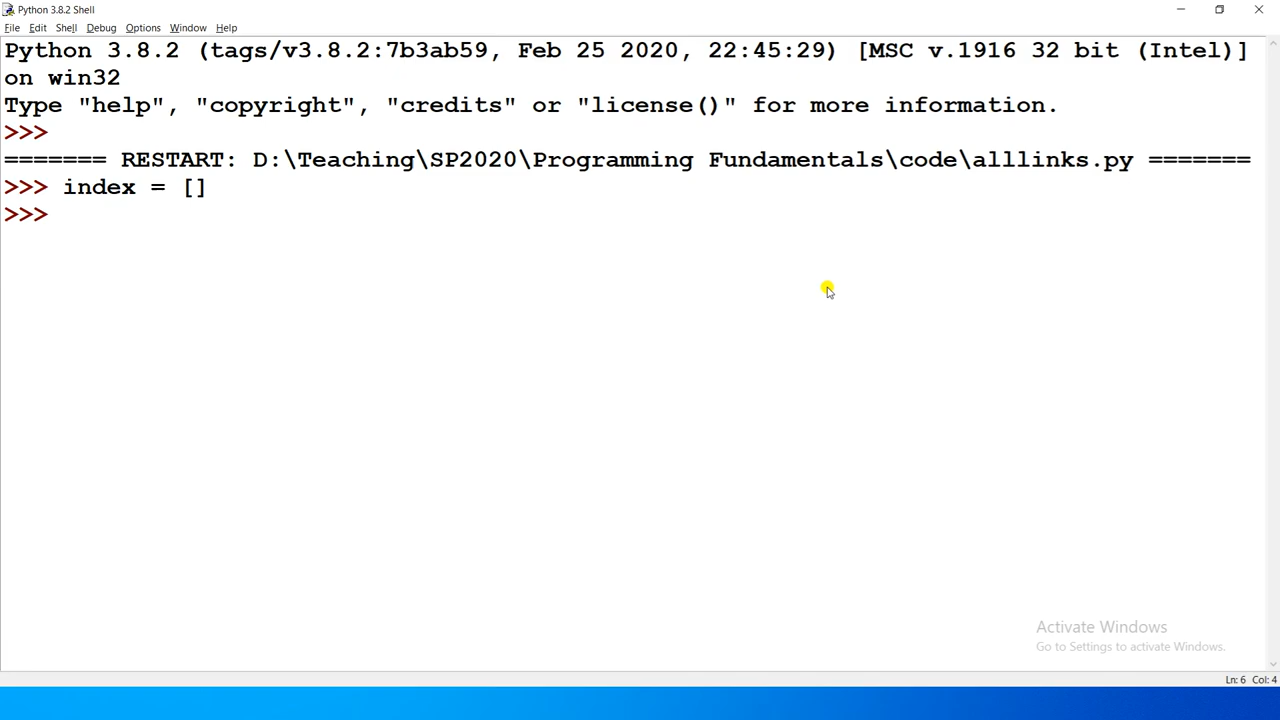 Python 3.8.2 Shell
File Edit Shell Debug Options Window Help
Python 3.8.2 (tags/v3.8.2:7b3ab59, Feb 25 2020, 22:45:29) [MSC v.1916 32 bit (Intel)]
on win32
Type "help", "copyright", "credits" or "license()" for more information.
>>>
======= RESTART: D:\Teaching\SP2020\Programming Fundamentals\code\alllinks.py =======
>>> index = []
>>>
Activate Windows
Go to Settings to activate Windows.
Ln: 6 Col: 4